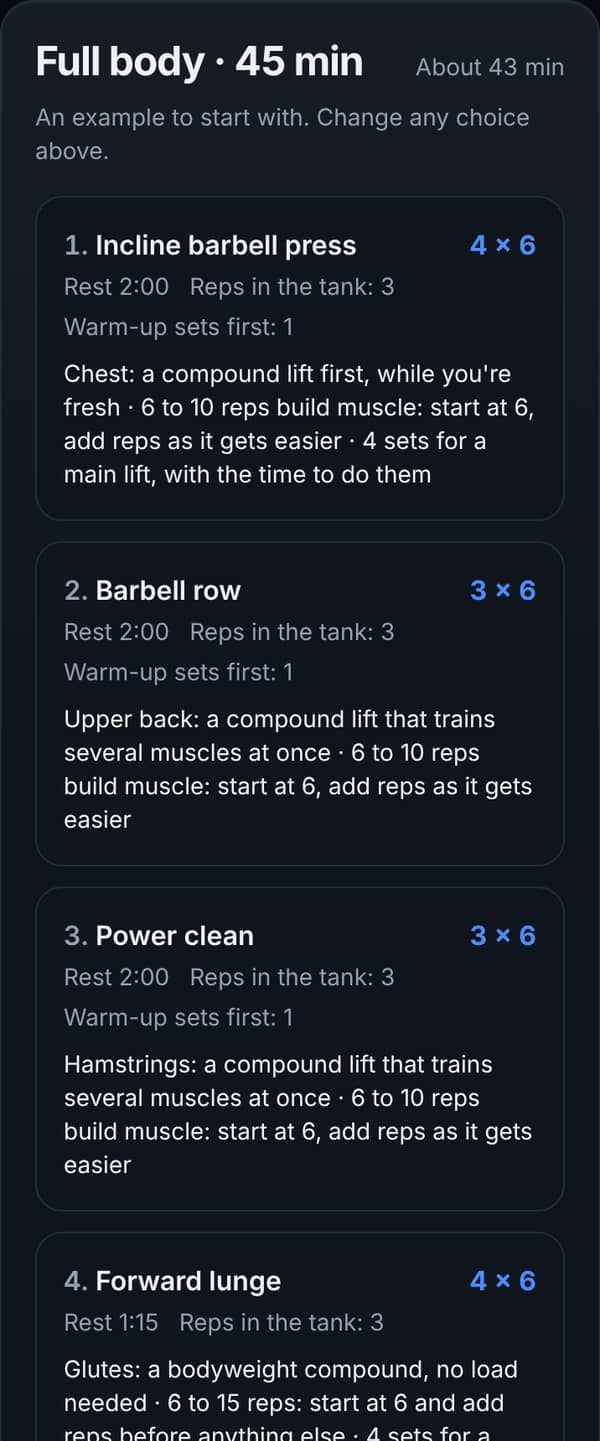 Full body · 45 min
About 43 min
An example to start with. Change any choice
above.
1. Incline barbell press
4 × 6
Rest 2:00 Reps in the tank: 3
Warm-up sets first: 1
Chest: a compound lift first, while you're
fresh · 6 to 10 reps build muscle: start at 6,
add reps as it gets easier · 4 sets for a
main lift, with the time to do them
2. Barbell row
3 × 6
Rest 2:00 Reps in the tank: 3
Warm-up sets first: 1
Upper back: a compound lift that trains
several muscles at once · 6 to 10 reps
build muscle: start at 6, add reps as it gets
easier
3. Power clean
3 × 6
Rest 2:00 Reps in the tank: 3
Warm-up sets first: 1
Hamstrings: a compound lift that trains
several muscles at once · 6 to 10 reps
build muscle: start at 6, add reps as it gets
easier
4. Forward lunge
4 × 6
Rest 1:15 Reps in the tank: 3
Glutes: a bodyweight compound, no load
needed · 6 to 15 reps: start at 6 and add
reps before anything else · 4 sets for a